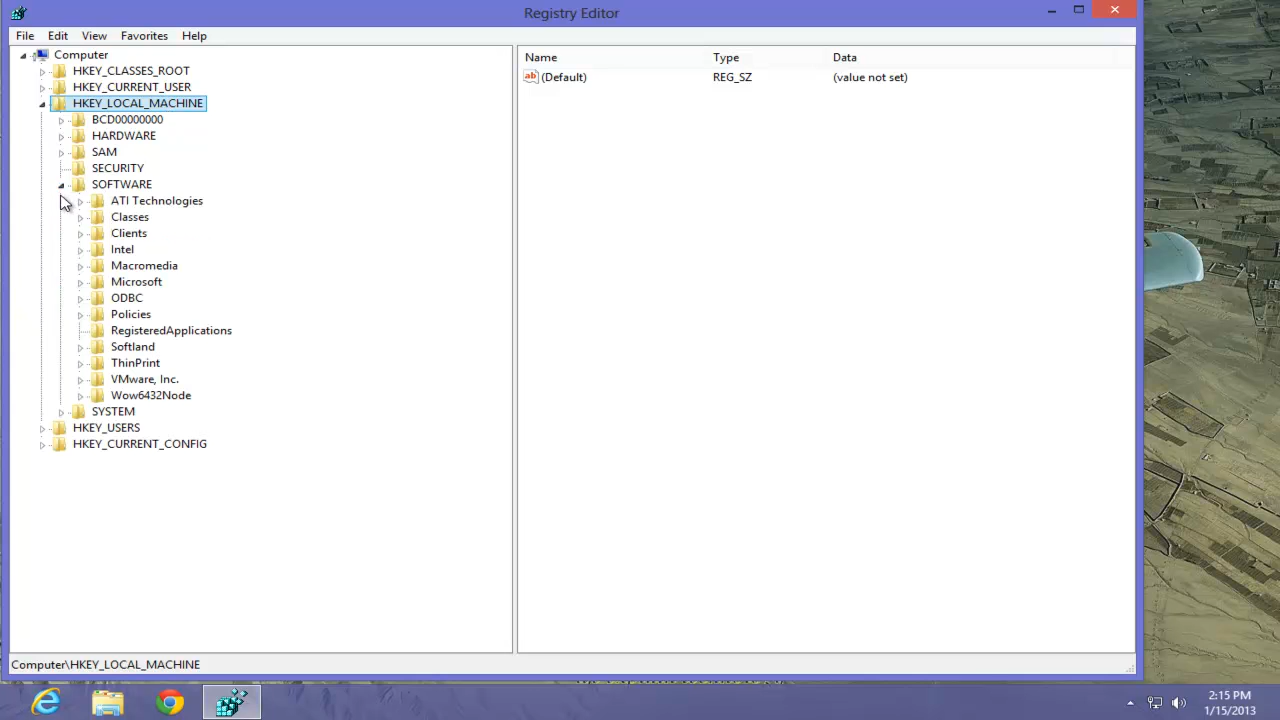 Registry Editor
File Edit View Favorites Help
Computer
HKEY_CLASSES_ROOT
HKEY_CURRENT_USER
HKEY_LOCAL_MACHINE
BCD00000000
HARDWARE
SAM
SECURITY
SOFTWARE
ATI Technologies
Classes
Clients
Intel
Macromedia
Microsoft
ODBC
Policies
RegisteredApplications
Softland
ThinPrint
VMware, Inc.
Wow6432Node
SYSTEM
HKEY_USERS
HKEY_CURRENT_CONFIG
Name Type Data
ab (Default) REG_SZ (value not set)
Computer\HKEY_LOCAL_MACHINE
2:15 PM
1/15/2013